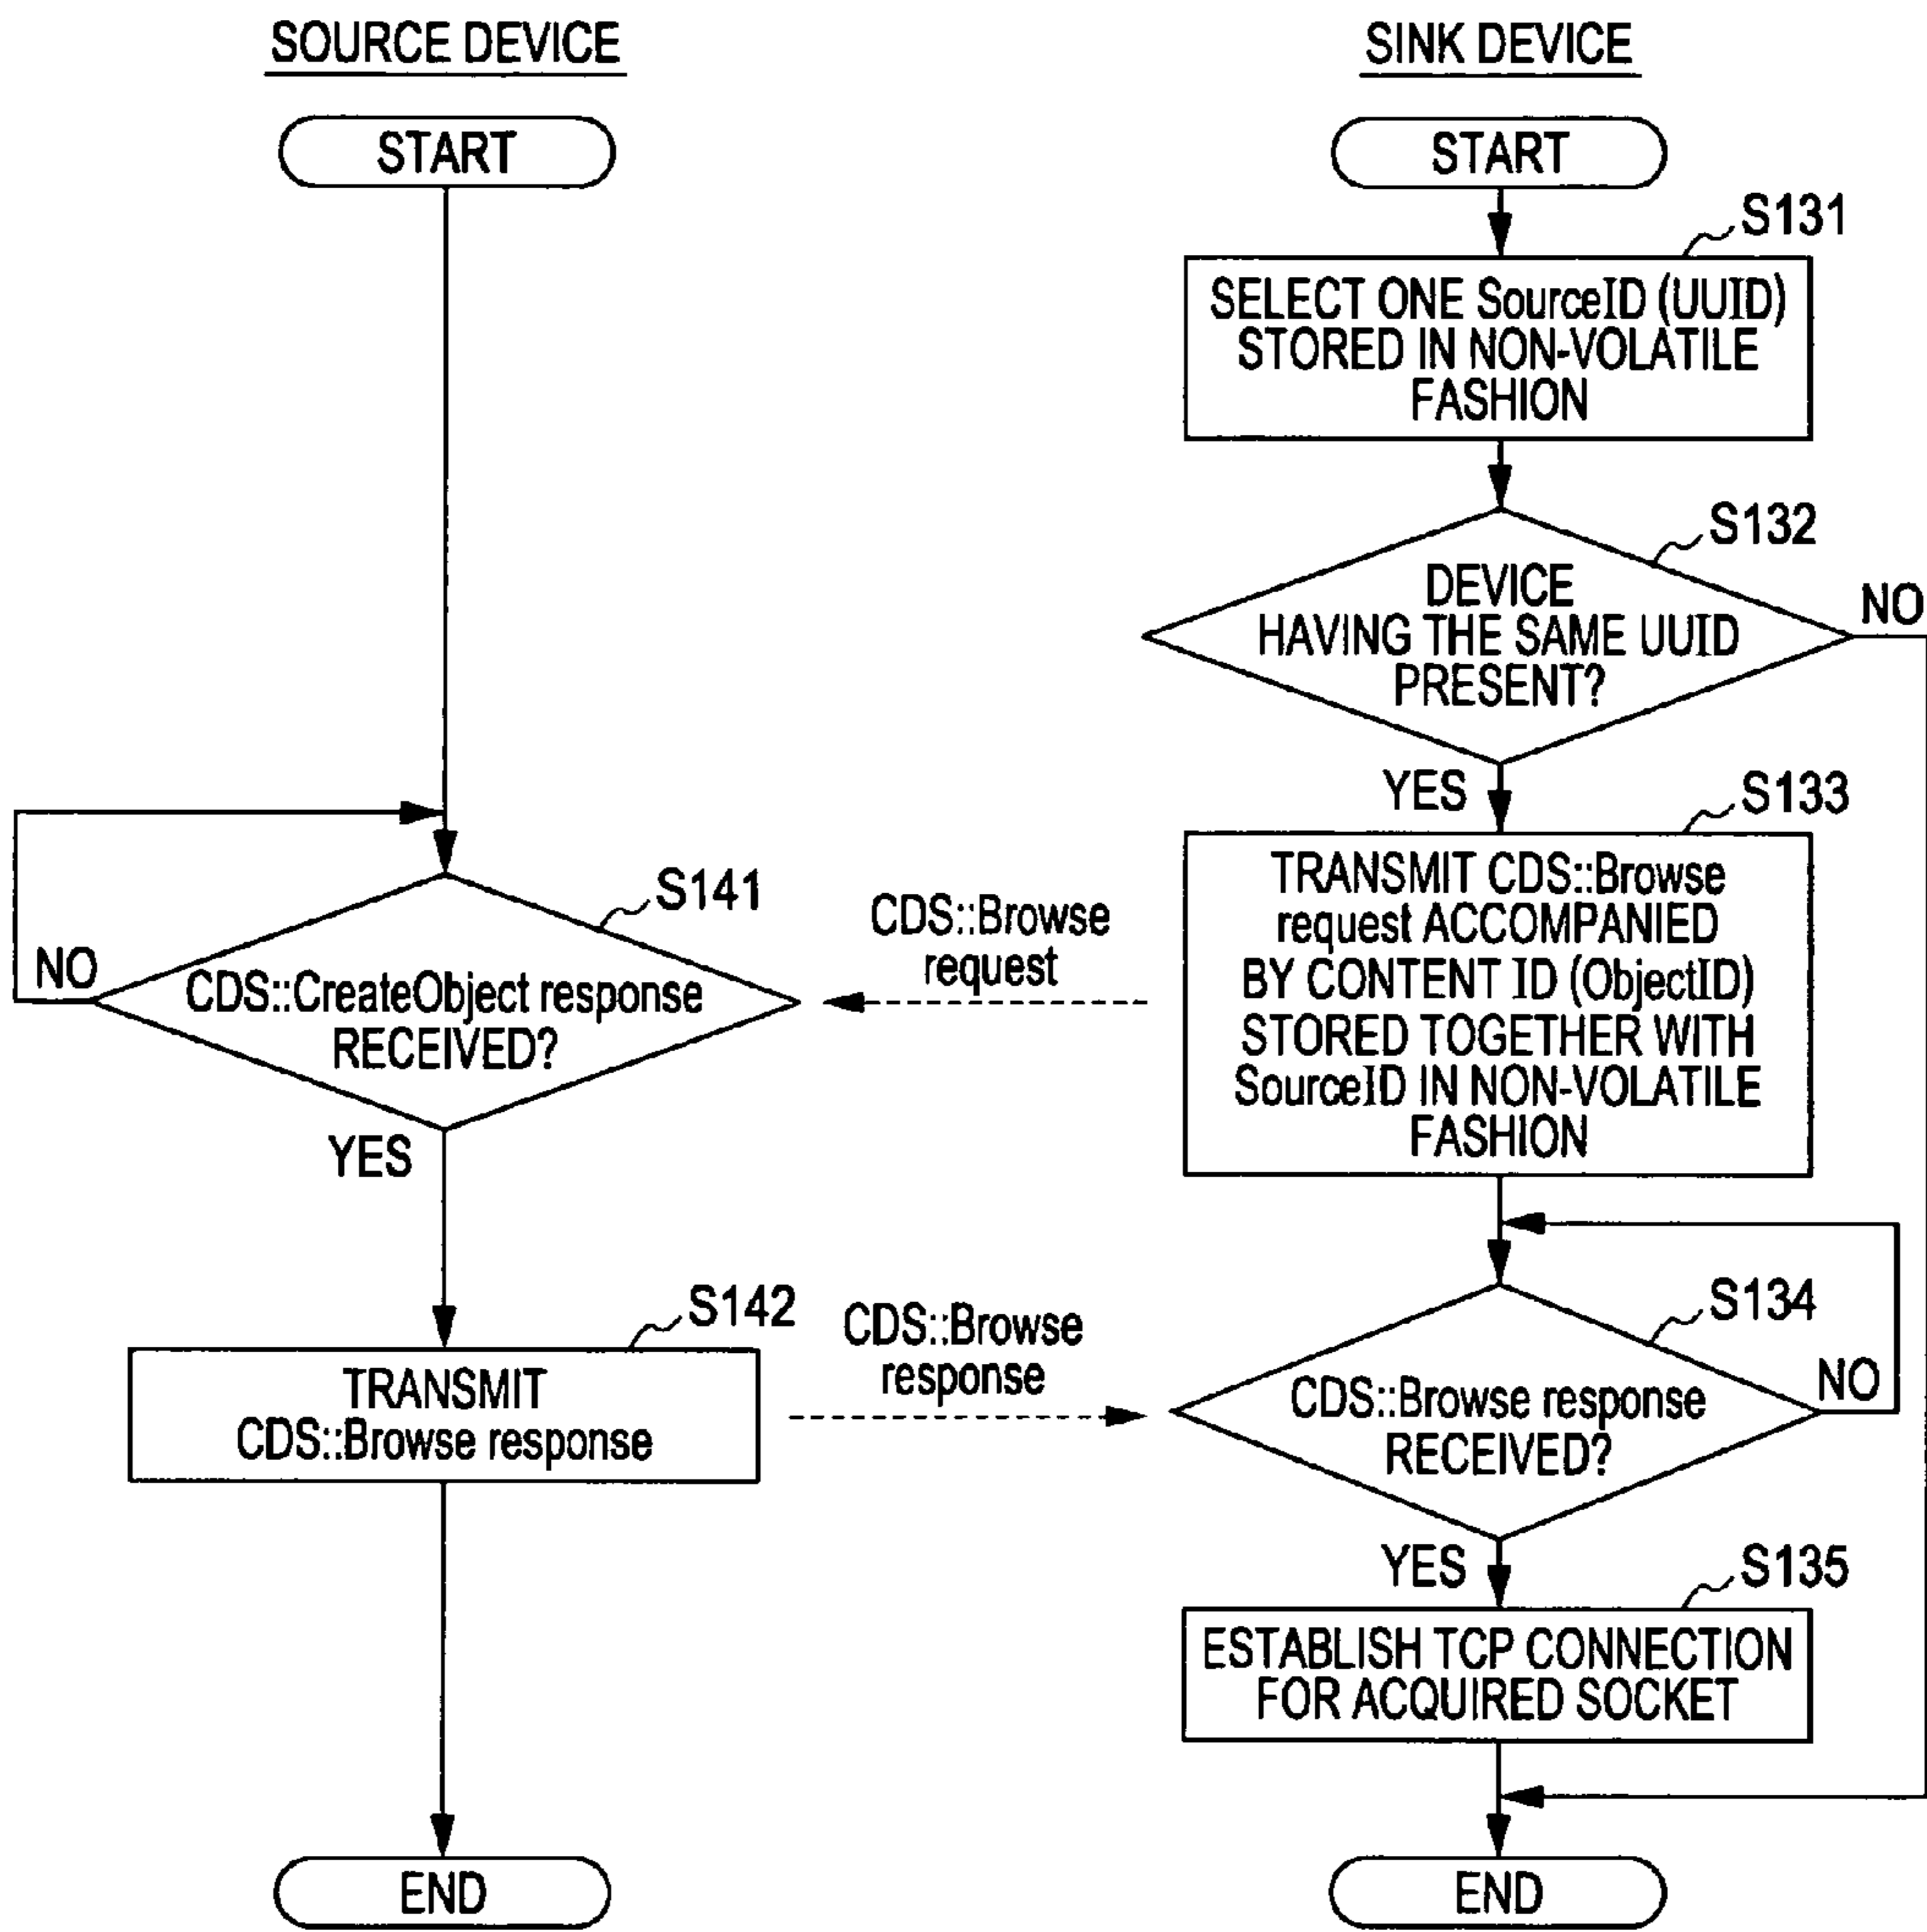 SOURCE DEVICE
START
S141
CDS::CreateObject response
RECEIVED?
NO
YES
S142
TRANSMIT
CDS::Browse response
END
CDS::Browse
request
CDS::Browse
response
SINK DEVICE
START
S131
SELECT ONE SourceID (UUID)
STORED IN NON-VOLATILE
FASHION
S132
DEVICE
HAVING THE SAME UUID
PRESENT?
NO
YES
S133
TRANSMIT CDS::Browse
request ACCOMPANIED
BY CONTENT ID (ObjectID)
STORED TOGETHER WITH
SourceID IN NON-VOLATILE
FASHION
S134
CDS::Browse response
RECEIVED?
NO
YES
S135
ESTABLISH TCP CONNECTION
FOR ACQUIRED SOCKET
END